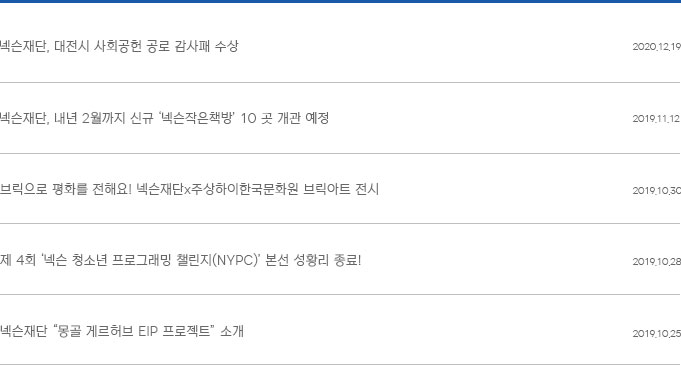 넥슨재단, 대전시 사회공헌 공로 감사패 수상 2020.12.19
넥슨재단, 내년 2월까지 신규 '넥슨작은책방' 10 곳 개관 예정 2019.11.12
브릭으로 평화를 전해요! 넥슨재단x주상하이한국문화원 브릭아트 전시 2019.10.30
제 4회 '넥슨 청소년 프로그래밍 챌린지(NYPC)' 본선 성황리 종료! 2019.10.28
넥슨재단 "몽골 게르허브 EIP 프로젝트" 소개 2019.10.25